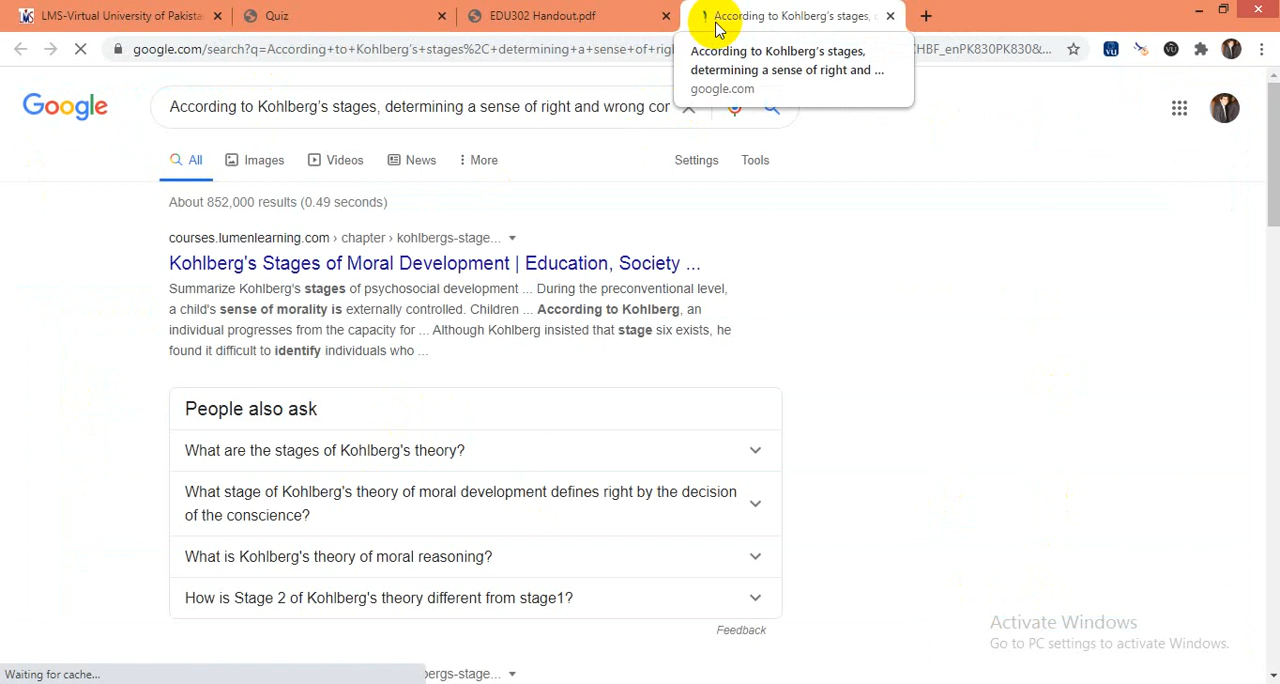 LMS-Virtual University of Pakista
Quiz
EDU302 Handout.pdf
According to Kohlberg's stages,
google.com/search?q=According+to+Kohlberg's+stages%2C+determining+a+sense+of+rig
HBF_enPK830PK830&...
According to Kohlberg's stages,
determining a sense of right and ...
google.com
Google
According to Kohlberg's stages, determining a sense of right and wrong cor
All
Images
Videos
News
More
Settings
Tools
About 852,000 results (0.49 seconds)
courses.lumenlearning.com › chapter › kohlbergs-stage...
Kohlberg's Stages of Moral Development | Education, Society ...
Summarize Kohlberg's stages of psychosocial development ... During the preconventional level,
a child's sense of morality is externally controlled. Children ... According to Kohlberg, an
individual progresses from the capacity for ... Although Kohlberg insisted that stage six exists, he
found it difficult to identify individuals who ...
People also ask
What are the stages of Kohlberg's theory?
What stage of Kohlberg's theory of moral development defines right by the decision
of the conscience?
What is Kohlberg's theory of moral reasoning?
How is Stage 2 of Kohlberg's theory different from stage1?
Feedback
Activate Windows
Go to PC settings to activate Windows.
Waiting for cache...
bergs-stage...